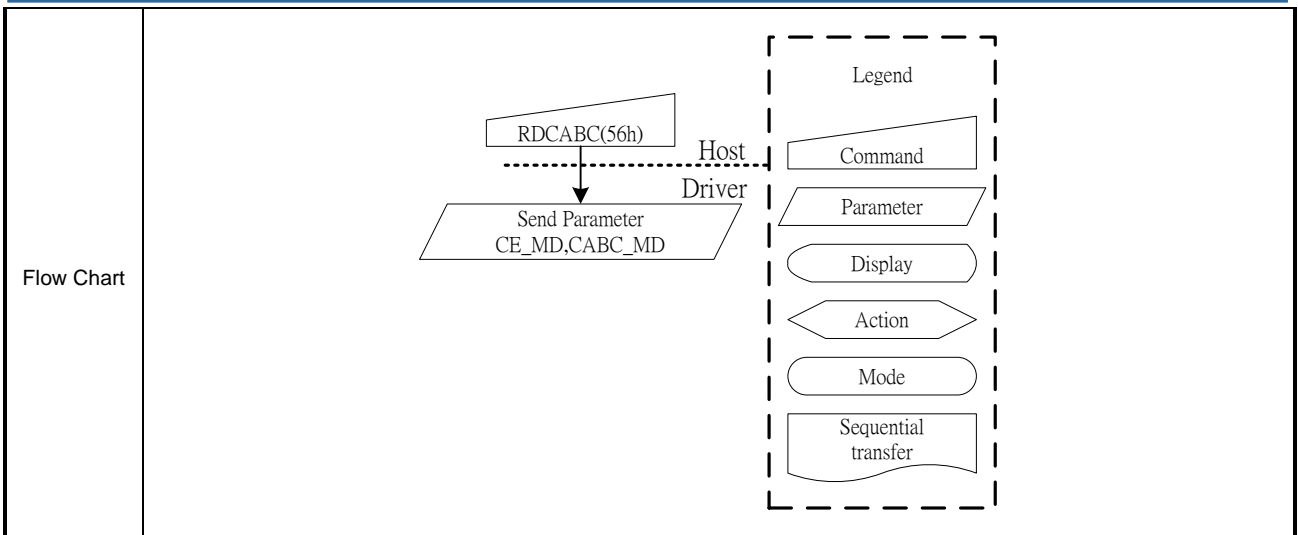 Flow Chart
RDCABC(56h)
Host
Driver
Send Parameter
CE_MD,CABC_MD
Legend
Command
Parameter
Display
Action
Mode
Sequential
transfer